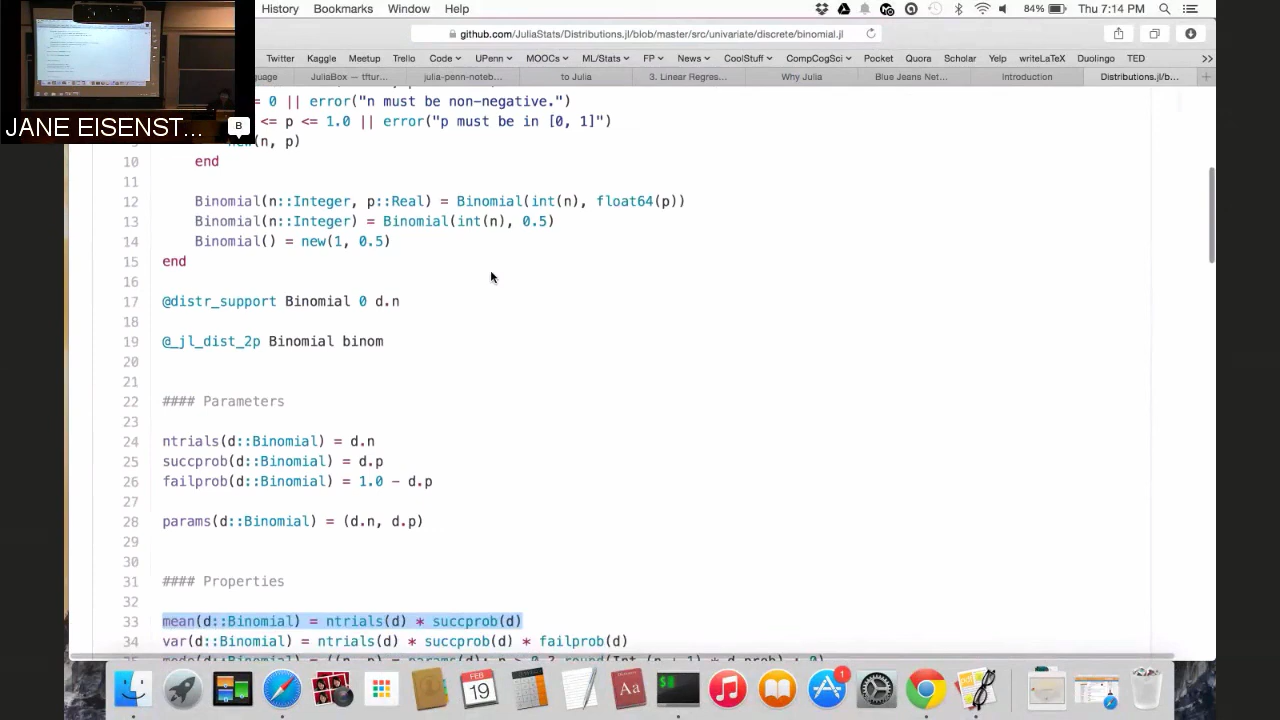 History Bookmarks Window Help 84% Thu 7:14 PM
github.com/JuliaStats/Distributions.jl/blob/master/src/univariate/discrete/binomial.jl
Twitter Kaggle Meetup Trello Code UPenn MOOCs ML/Stats FP News CoolStuff CompCogSci Pocket Quora Scholar Yelp writeLaTeX Duolingo TED >>
guage JuliaBox — tftur... julia-penn- to Julia 3. Linear Regres... Why Julia Blue Jeans Net... Introduction Distributions.jl/b...
= 0 || error("n must be non-negative.")
<= p <= 1.0 || error("p must be in [0, 1]")
new(n, p)
10 end
11
12 Binomial(n::Integer, p::Real) = Binomial(int(n), float64(p))
13 Binomial(n::Integer) = Binomial(int(n), 0.5)
14 Binomial() = new(1, 0.5)
15 end
16
17 @distr_support Binomial 0 d.n
18
19 @_jl_dist_2p Binomial binom
20
21
22 #### Parameters
23
24 ntrials(d::Binomial) = d.n
25 succprob(d::Binomial) = d.p
26 failprob(d::Binomial) = 1.0 - d.p
27
28 params(d::Binomial) = (d.n, d.p)
29
30
31 #### Properties
32
33 mean(d::Binomial) = ntrials(d) * succprob(d)
34 var(d::Binomial) = ntrials(d) * succprob(d) * failprob(d)
JANE EISENST... B
FEB
19
Aa
1